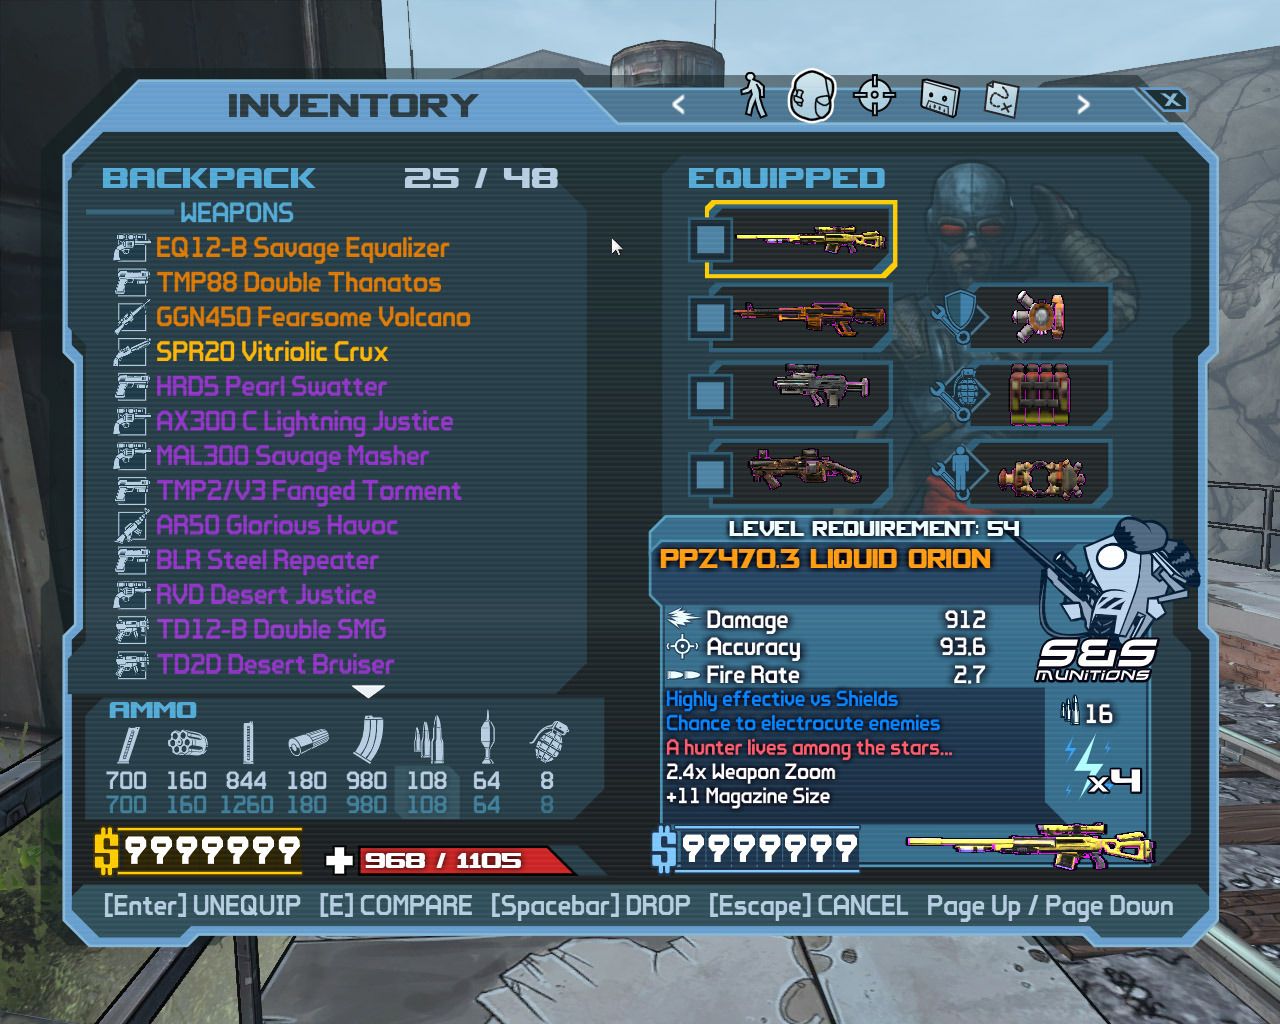 INVENTORY
X
BACKPACK 25 / 48
WEAPONS
EQ12-B Savage Equalizer
TMP88 Double Thanatos
GGN450 Fearsome Volcano
SPR20 Vitriolic Crux
HRD5 Pearl Swatter
AX300 C Lightning Justice
MAL300 Savage Masher
TMP2/V3 Fanged Torment
AR50 Glorious Havoc
BLR Steel Repeater
RVD Desert Justice
TD12-B Double SMG
TD2D Desert Bruiser
AMMO
700 160 844 180 980 108 64 8
700 160 1260 180 980 108 64 8
$9999999
968 / 1105
EQUIPPED
LEVEL REQUIREMENT: 54
PPZ470.3 LIQUID ORION
Damage 912
Accuracy 93.6
Fire Rate 2.7
S&S
MUNITIONS
Highly effective vs Shields
Chance to electrocute enemies
A hunter lives among the stars...
2.4x Weapon Zoom
+11 Magazine Size
16
x4
$9999999
[Enter] UNEQUIP [E] COMPARE [Spacebar] DROP [Escape] CANCEL Page Up / Page Down